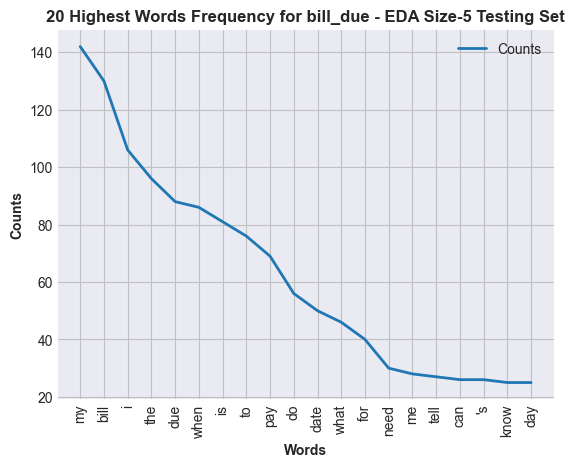 20 Highest Words Frequency for bill_due - EDA Size-5 Testing Set
Counts
140
120
100
80
60
40
20
Counts
my
bill
i
the
due
when
is
to
pay
do
date
what
for
need
me
tell
can
's
know
day
Words